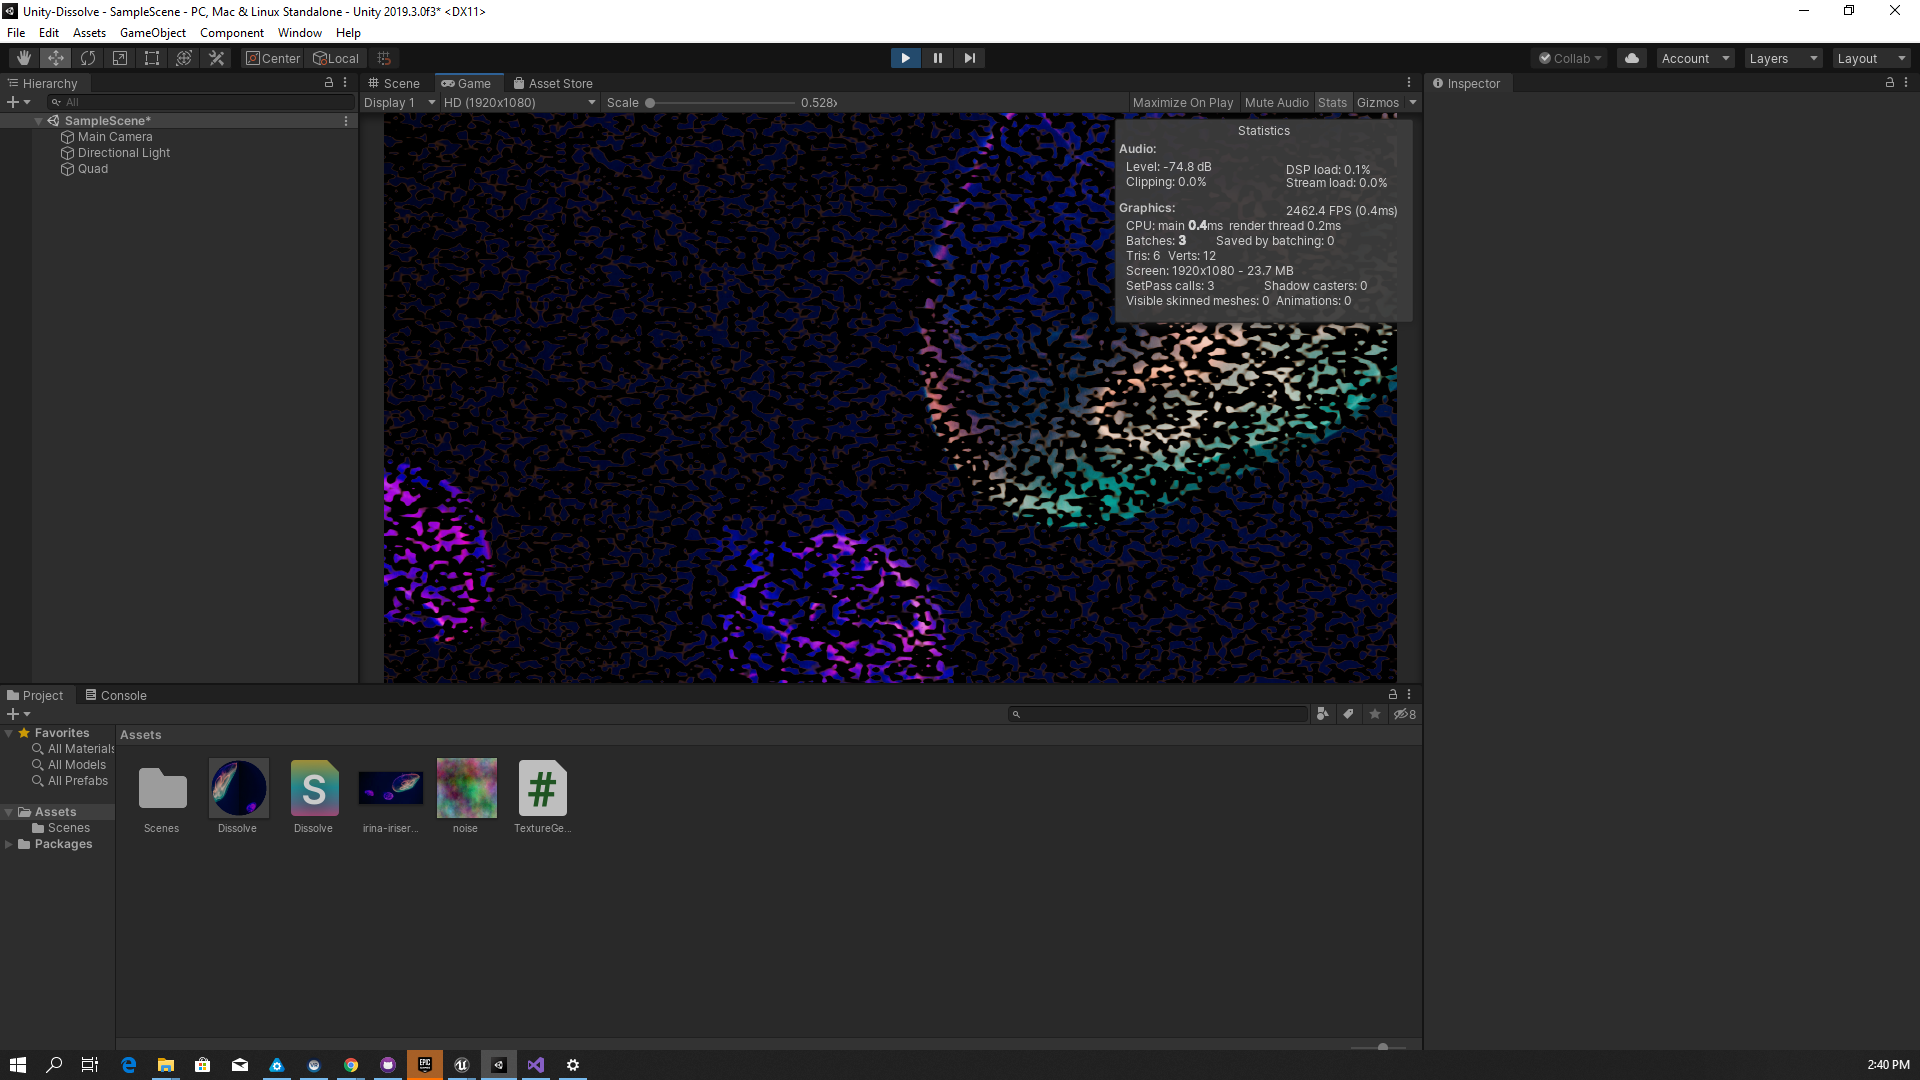 Unity-Dissolve - SampleScene - PC, Mac & Linux Standalone - Unity 2019.3.0f3* <DX11>
File Edit Assets GameObject Component Window Help
Center Local Collab Account Layers Layout
Hierarchy
All
SampleScene*
Main Camera
Directional Light
Quad
Scene Game Asset Store
Display 1 HD (1920x1080) Scale 0.528x Maximize On Play Mute Audio Stats Gizmos
Statistics
Audio:
Level: -74.8 dB DSP load: 0.1%
Clipping: 0.0% Stream load: 0.0%
Graphics: 2462.4 FPS (0.4ms)
CPU: main 0.4ms render thread 0.2ms
Batches: 3 Saved by batching: 0
Tris: 6 Verts: 12
Screen: 1920x1080 - 23.7 MB
SetPass calls: 3 Shadow casters: 0
Visible skinned meshes: 0 Animations: 0
Inspector
Project Console
8
Favorites
All Materials
All Models
All Prefabs
Assets
Scenes
Packages
Assets
Scenes Dissolve Dissolve irina-iriser... noise TextureGe...
EPIC
2:40 PM